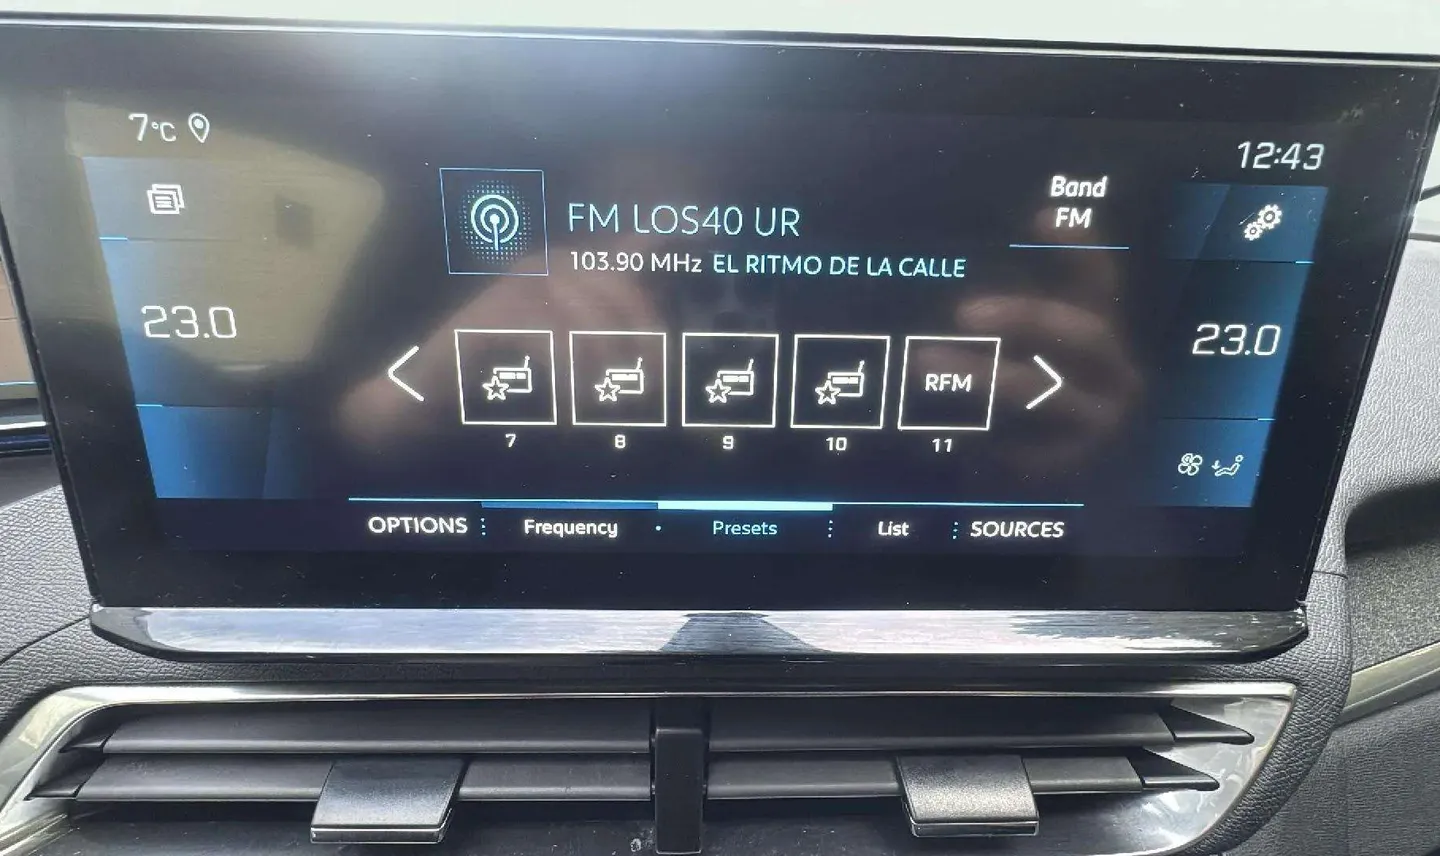 7°C
12:43
Band
FM
FM LOS40 UR
103.90 MHz EL RITMO DE LA CALLE
23.0
23.0
RFM
7 8 9 10 11
OPTIONS Frequency Presets List SOURCES